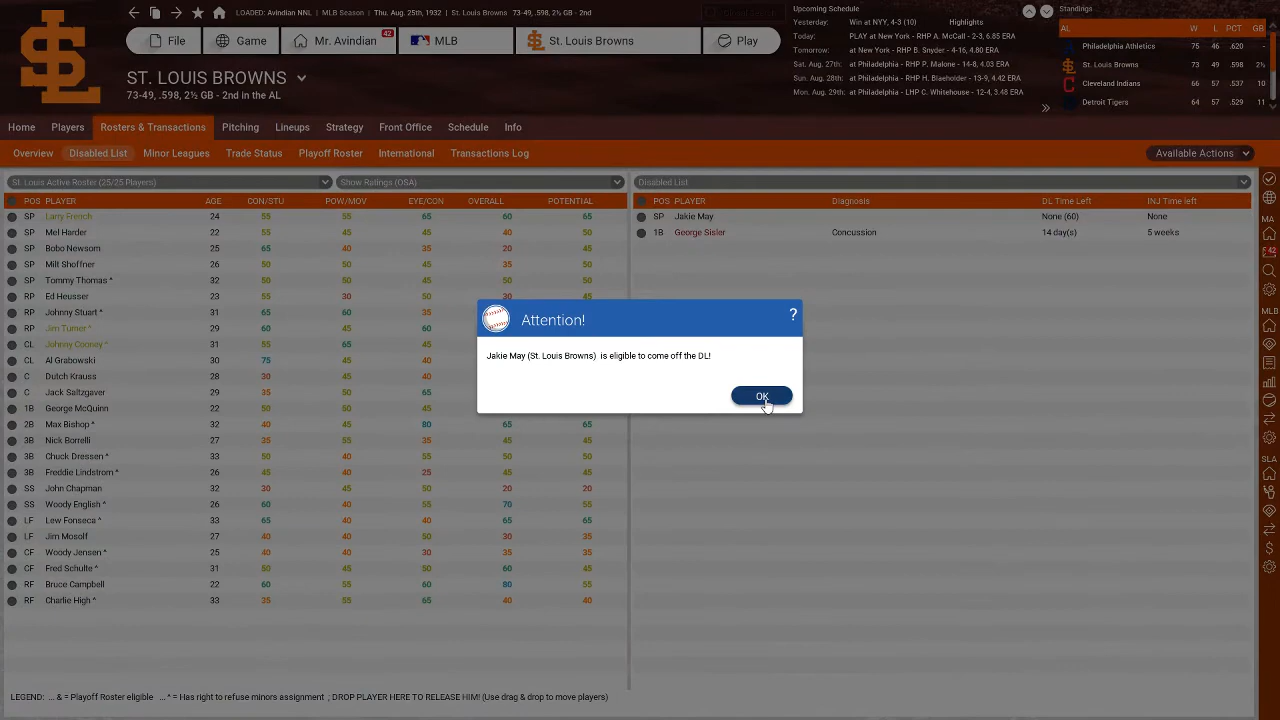 LOADED: Avindian NNL | MLB Season | Thu. Aug. 25th, 1932 | St. Louis Browns 73-49, .598, 2½ GB - 2nd
File Game Mr. Avindian 42 MLB St. Louis Browns Play
ST. LOUIS BROWNS
73-49, .598, 2½ GB - 2nd in the AL
Upcoming Schedule
Yesterday: Win at NYY, 4-3 (10) Highlights
Today: PLAY at New York - RHP A. McCall - 2-3, 6.85 ERA
Tomorrow: at New York - RHP B. Snyder - 4-16, 4.80 ERA
Sat. Aug. 27th: at Philadelphia - RHP P. Malone - 14-8, 4.03 ERA
Sun. Aug. 28th: at Philadelphia - RHP H. Blaeholder - 13-9, 4.42 ERA
Mon. Aug. 29th: at Philadelphia - LHP C. Whitehouse - 12-4, 3.48 ERA
Standings
AL W L PCT GB
Philadelphia Athletics 75 46 .620 -
St. Louis Browns 73 49 .598 2½
Cleveland Indians 66 57 .537 10
Detroit Tigers 64 57 .529 11
Home Players Rosters & Transactions Pitching Lineups Strategy Front Office Schedule Info
Overview Disabled List Minor Leagues Trade Status Playoff Roster International Transactions Log Available Actions
St. Louis Active Roster (25/25 Players) Show Ratings (OSA)
POS PLAYER AGE CON/STU POW/MOV EYE/CON OVERALL POTENTIAL
SP Larry French 24 55 55 65 60 65
SP Mel Harder 22 55 45 45 40 50
SP Bobo Newsom 25 65 40 35 20 45
SP Milt Shoffner 26 50 50 45 35 50
SP Tommy Thomas ^ 32 50 50 45 50 50
RP Ed Heusser 23 55 30 50 30 45
RP Johnny Stuart ^ 31 65 60 35
RP Jim Turner ^ 29 60 45 60
CL Johnny Cooney ^ 31 55 65 45
CL Al Grabowski 30 75 45 40
C Dutch Krauss 28 30 45 40
C Jack Saltzgaver 29 35 50 65
1B George McQuinn 22 50 50 45
2B Max Bishop ^ 32 40 45 80 65 65
3B Nick Borrelli 27 35 55 55 45 45
3B Chuck Dressen ^ 33 50 40 55 50 50
3B Freddie Lindstrom ^ 26 45 40 25 45 45
SS John Chapman 32 30 45 50 20 20
SS Woody English ^ 26 60 40 55 70 55
LF Lew Fonseca ^ 33 65 40 40 65 65
LF Jim Mosolf 27 40 40 50 30 35
CF Woody Jensen ^ 25 40 40 30 35 35
CF Fred Schulte ^ 31 50 45 45 60 45
RF Bruce Campbell 22 60 55 60 80 55
RF Charlie High ^ 33 35 55 65 40 40
LEGEND: ... & = Playoff Roster eligible ... ^ = Has right to refuse minors assignment ; DROP PLAYER HERE TO RELEASE HIM! (Use drag & drop to move players)
Disabled List
POS PLAYER Diagnosis DL Time Left INJ Time left
SP Jakie May None (60) None
1B George Sisler Concussion 14 day(s) 5 weeks
Attention!
?
Jakie May (St. Louis Browns) is eligible to come off the DL!
OK
MA
42
MLB
SLA